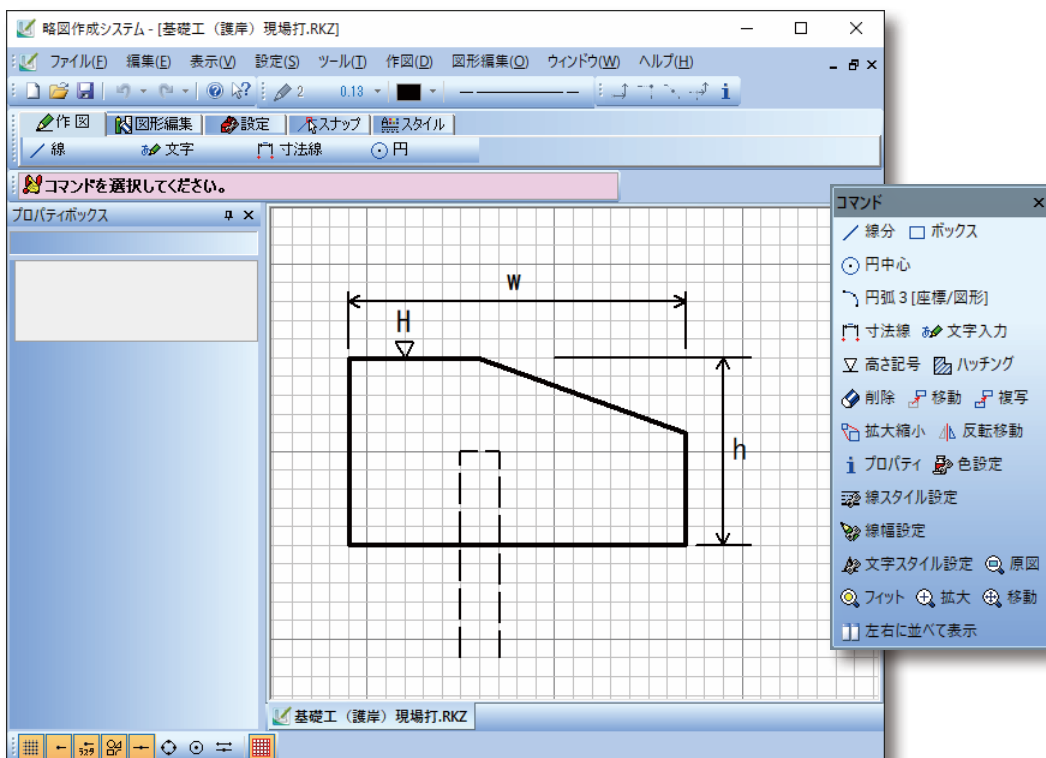 略図作成システム - [基礎工（護岸）現場打.RKZ]
ファイル(F) 編集(E) 表示(V) 設定(S) ツール(T) 作図(D) 図形編集(O) ウィンドウ(W) ヘルプ(H)
2 0.13
作図 図形編集 設定 スナップ スタイル
線 文字 寸法線 円
コマンドを選択してください。
プロパティボックス
W
H
h
基礎工（護岸）現場打.RKZ
コマンド
線分 ボックス
円中心
円弧３[座標/図形]
寸法線 文字入力
高さ記号 ハッチング
削除 移動 複写
拡大縮小 反転移動
プロパティ 色設定
線スタイル設定
線幅設定
文字スタイル設定 原図
フィット 拡大 移動
左右に並べて表示